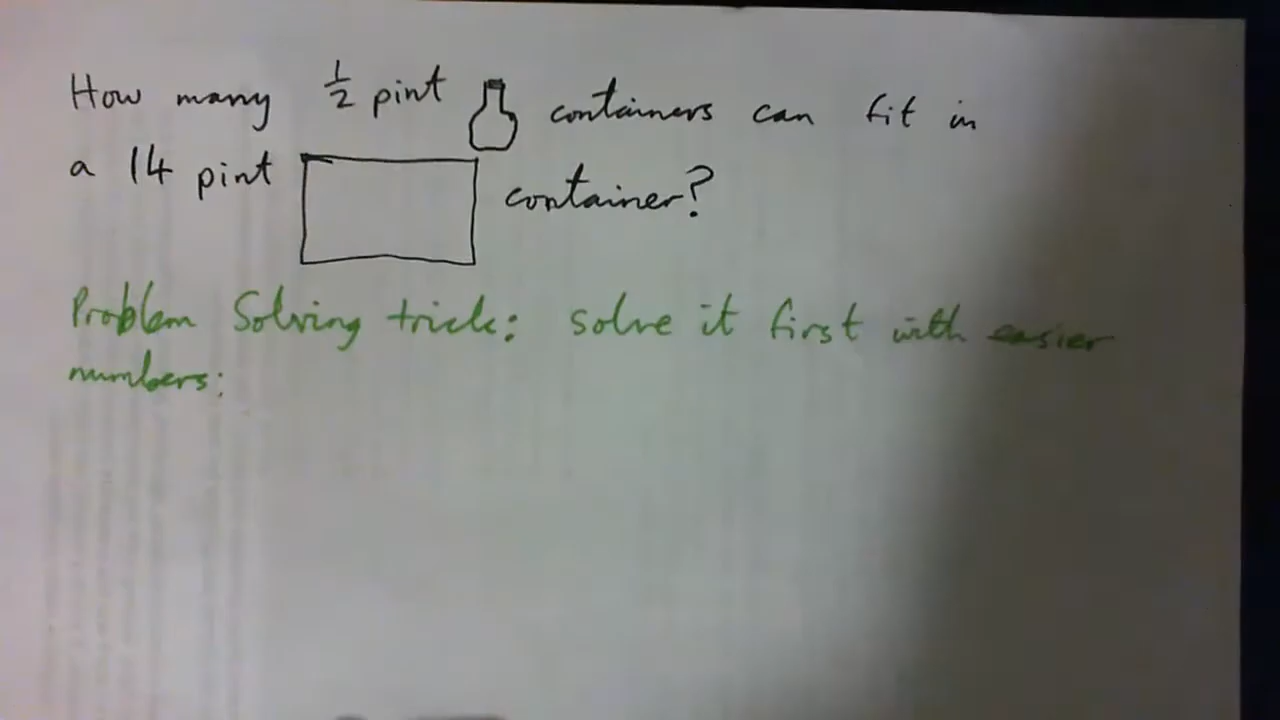 How many ½ pint containers can fit in
a 14 pint container?
Problem Solving trick: solve it first with easier
numbers: